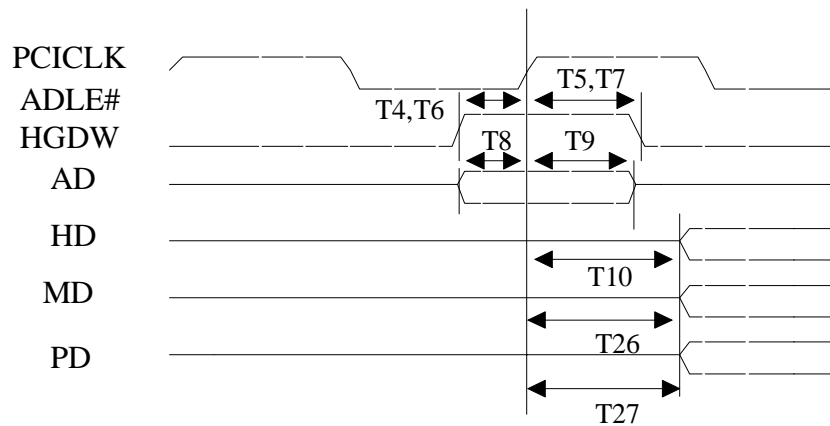 PCICLK
T5,T7
ADLE#
T4,T6
HGDW
T8
T9
AD
HD
T10
MD
T26
PD
T27